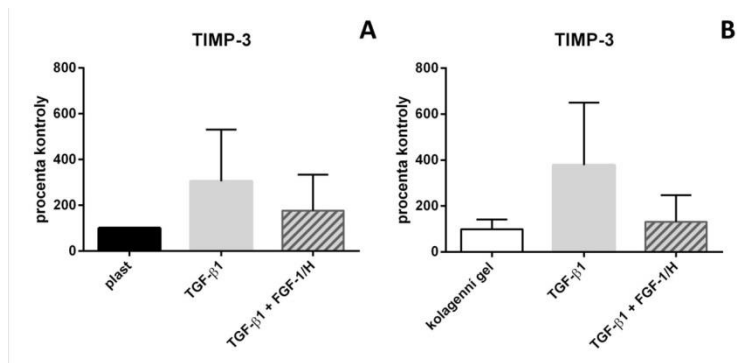 A
TIMP-3
procenta kontroly
800
600
400
200
0
plast
TGF-β1
TGF-β1 + FGF-1/H
B
TIMP-3
procenta kontroly
800
600
400
200
0
kolagenní gel
TGF-β1
TGF-β1 + FGF-1/H